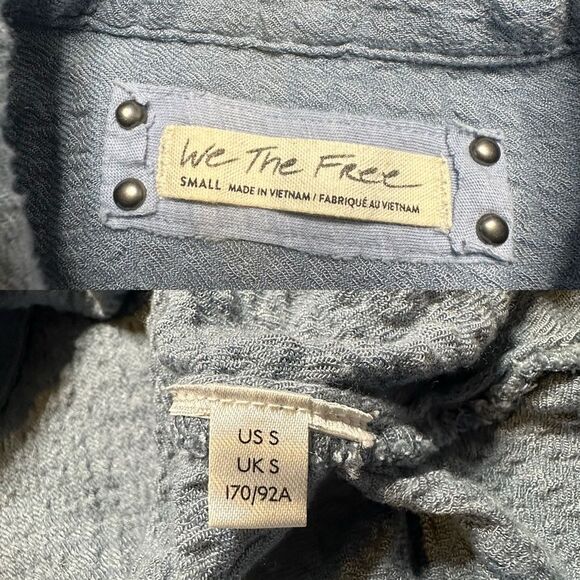 We The Free
SMALL MADE IN VIETNAM / FABRIQUÉ AU VIETNAM
US S
UK S
170/92A